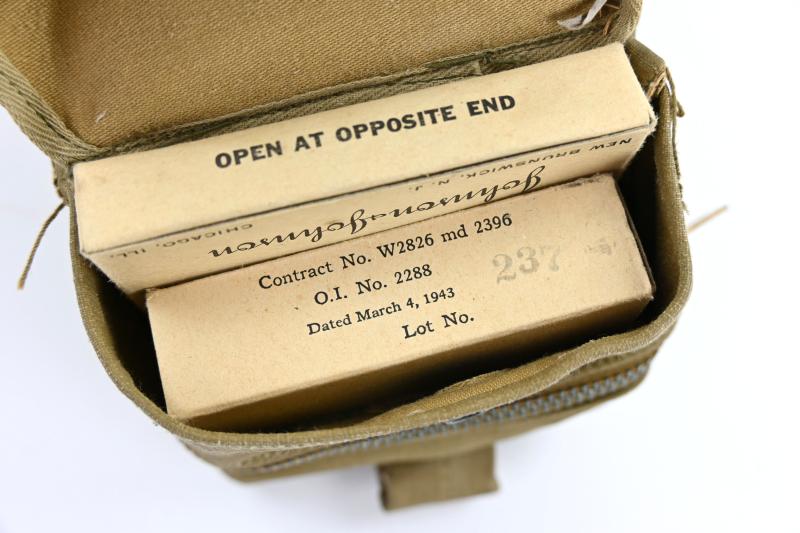 OPEN AT OPPOSITE END
NEW BRUNSWICK, N. J.
Johnson & Johnson
CHICAGO, ILL.
Contract No. W2826 md 2396
O.I. No. 2288
Dated March 4, 1943
Lot No. 237